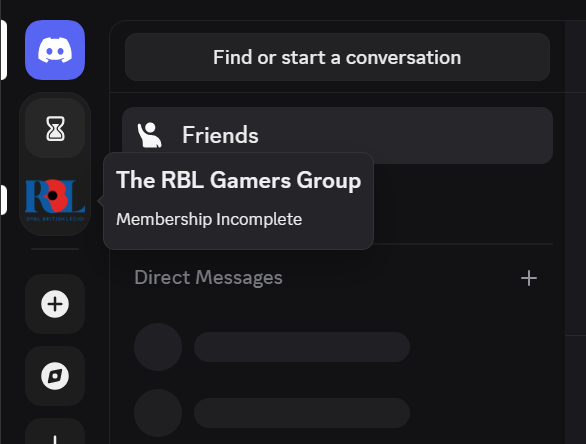 Find or start a conversation
Friends
RBL
The RBL Gamers Group
Membership Incomplete
Direct Messages